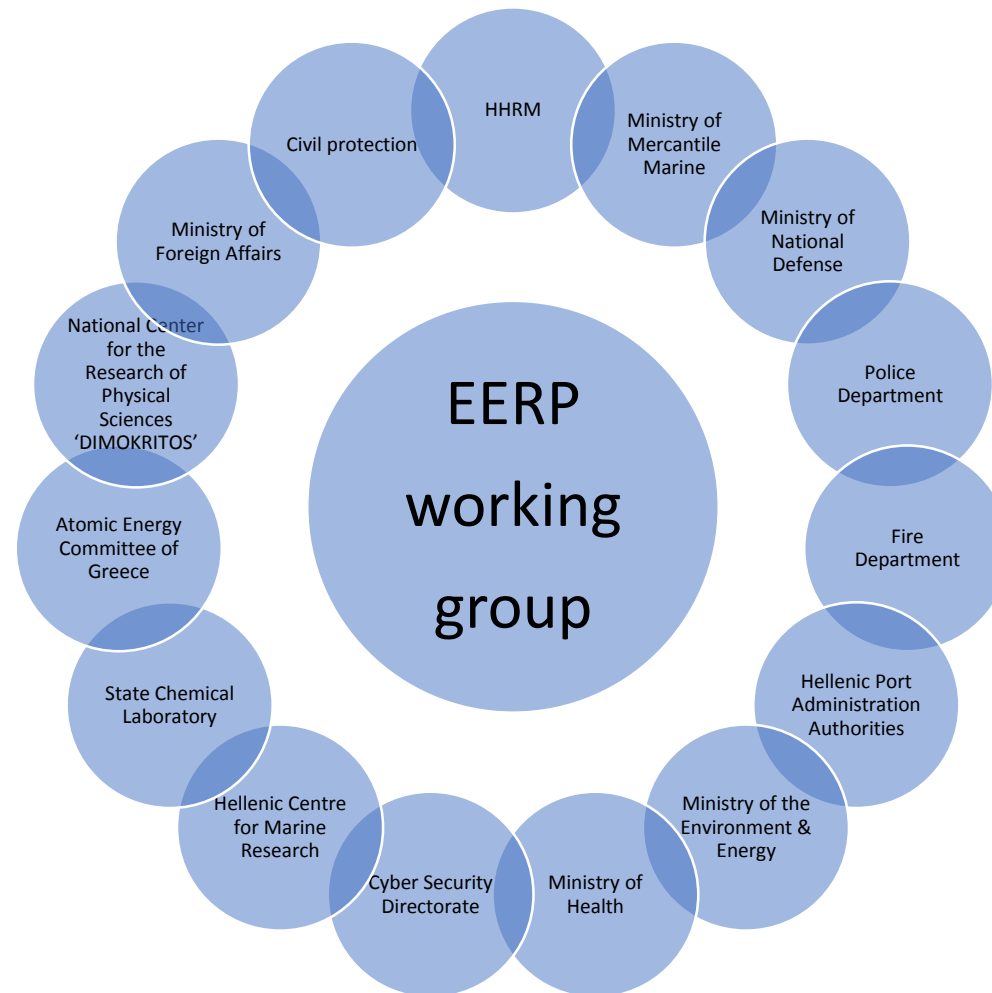 HHRM
Ministry of
Mercantile
Marine
Ministry of
National
Defense
Police
Department
Fire
Department
Hellenic Port
Administration
Authorities
Ministry of the
Environment &
Energy
Ministry of
Health
Cyber Security
Directorate
Hellenic Centre
for Marine
Research
State Chemical
Laboratory
Atomic Energy
Committee of
Greece
National Center
for the
Research of
Physical
Sciences
‘DIMOKRITOS’
Ministry of
Foreign Affairs
Civil protection
EERP
working
group